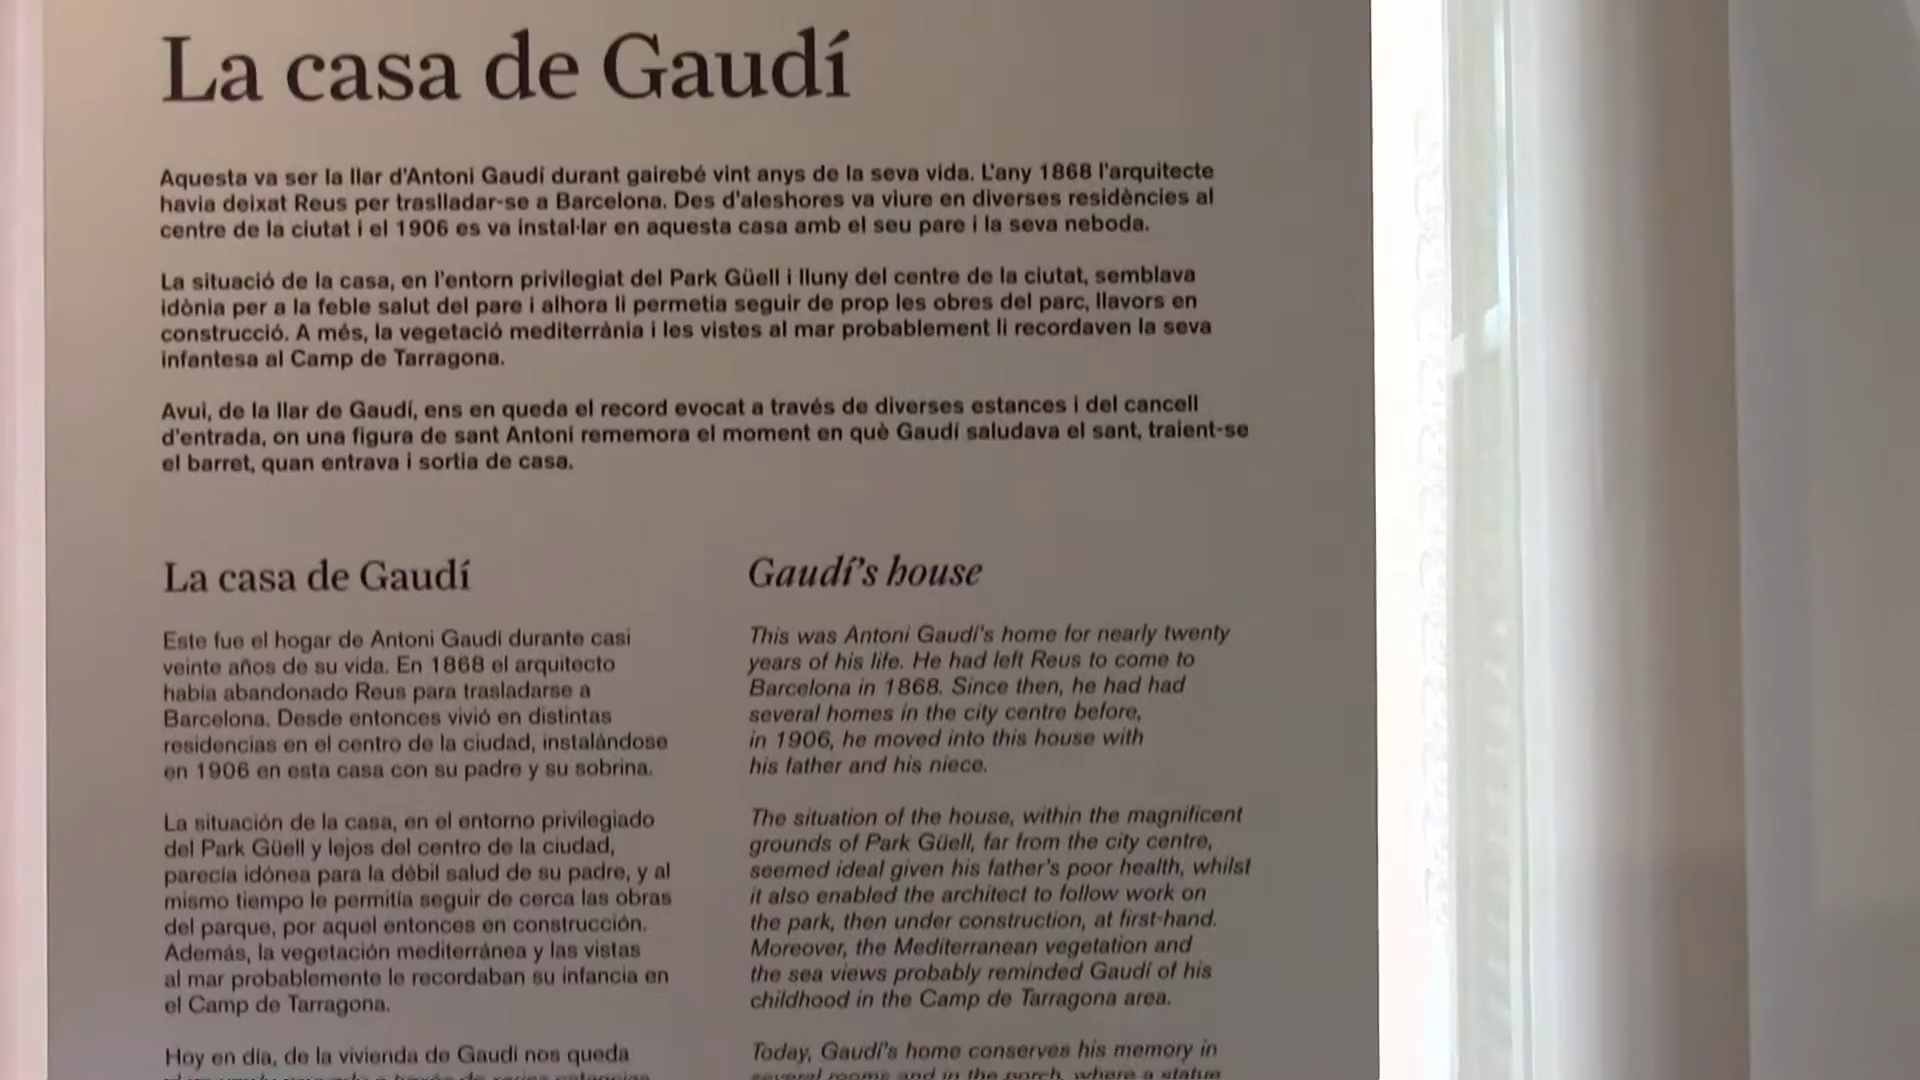 La casa de Gaudí
Aquesta va ser la llar d'Antoni Gaudí durant gairebé vint anys de la seva vida. L'any 1868 l'arquitecte
havia deixat Reus per traslladar-se a Barcelona. Des d'aleshores va viure en diverses residències al
centre de la ciutat i el 1906 es va instal·lar en aquesta casa amb el seu pare i la seva neboda.
La situació de la casa, en l'entorn privilegiat del Park Güell i lluny del centre de la ciutat, semblava
idònia per a la feble salut del pare i alhora li permetia seguir de prop les obres del parc, llavors en
construcció. A més, la vegetació mediterrània i les vistes al mar probablement li recordaven la seva
infantesa al Camp de Tarragona.
Avui, de la llar de Gaudí, ens en queda el record evocat a través de diverses estances i del cancell
d'entrada, on una figura de sant Antoni rememora el moment en què Gaudí saludava el sant, traient-se
el barret, quan entrava i sortia de casa.
La casa de Gaudí
Este fue el hogar de Antoni Gaudí durante casi
veinte años de su vida. En 1868 el arquitecto
había abandonado Reus para trasladarse a
Barcelona. Desde entonces vivió en distintas
residencias en el centro de la ciudad, instalándose
en 1906 en esta casa con su padre y su sobrina.
La situación de la casa, en el entorno privilegiado
del Park Güell y lejos del centro de la ciudad,
parecía idónea para la débil salud de su padre, y al
mismo tiempo le permitía seguir de cerca las obras
del parque, por aquel entonces en construcción.
Además, la vegetación mediterránea y las vistas
al mar probablemente le recordaban su infancia en
el Camp de Tarragona.
Hoy en día, de la vivienda de Gaudí nos queda
Gaudí's house
This was Antoni Gaudí's home for nearly twenty
years of his life. He had left Reus to come to
Barcelona in 1868. Since then, he had had
several homes in the city centre before,
in 1906, he moved into this house with
his father and his niece.
The situation of the house, within the magnificent
grounds of Park Güell, far from the city centre,
seemed ideal given his father's poor health, whilst
it also enabled the architect to follow work on
the park, then under construction, at first-hand.
Moreover, the Mediterranean vegetation and
the sea views probably reminded Gaudí of his
childhood in the Camp de Tarragona area.
Today, Gaudí's home conserves his memory in
several rooms and in the porch, where a statue